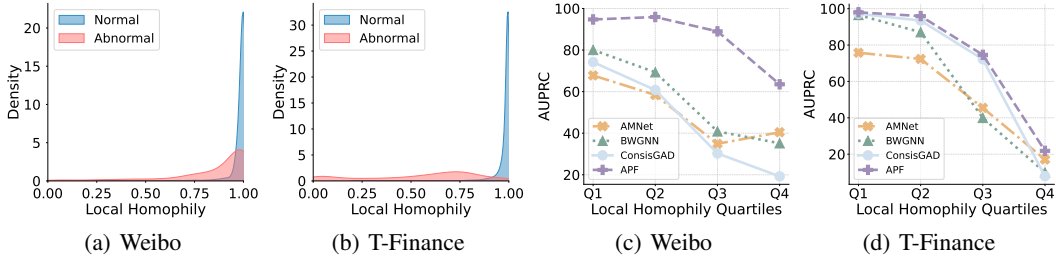 Density
20
15
10
5
0
0
0.25
0.50
0.75
1.00
Normal
Abnormal
Local Homophily
(a) Weibo
Density
30
25
20
15
10
5
0
0
0.25
0.50
0.75
1.00
Normal
Abnormal
Local Homophily
(b) T-Finance
AUPRC
100
80
60
40
20
Q1
Q2
Q3
Q4
AMNet
BWGNN
ConsisGAD
APF
Local Homophily Quartiles
(c) Weibo
AUPRC
100
80
60
40
20
Q1
Q2
Q3
Q4
AMNet
BWGNN
ConsisGAD
APF
Local Homophily Quartiles
(d) T-Finance